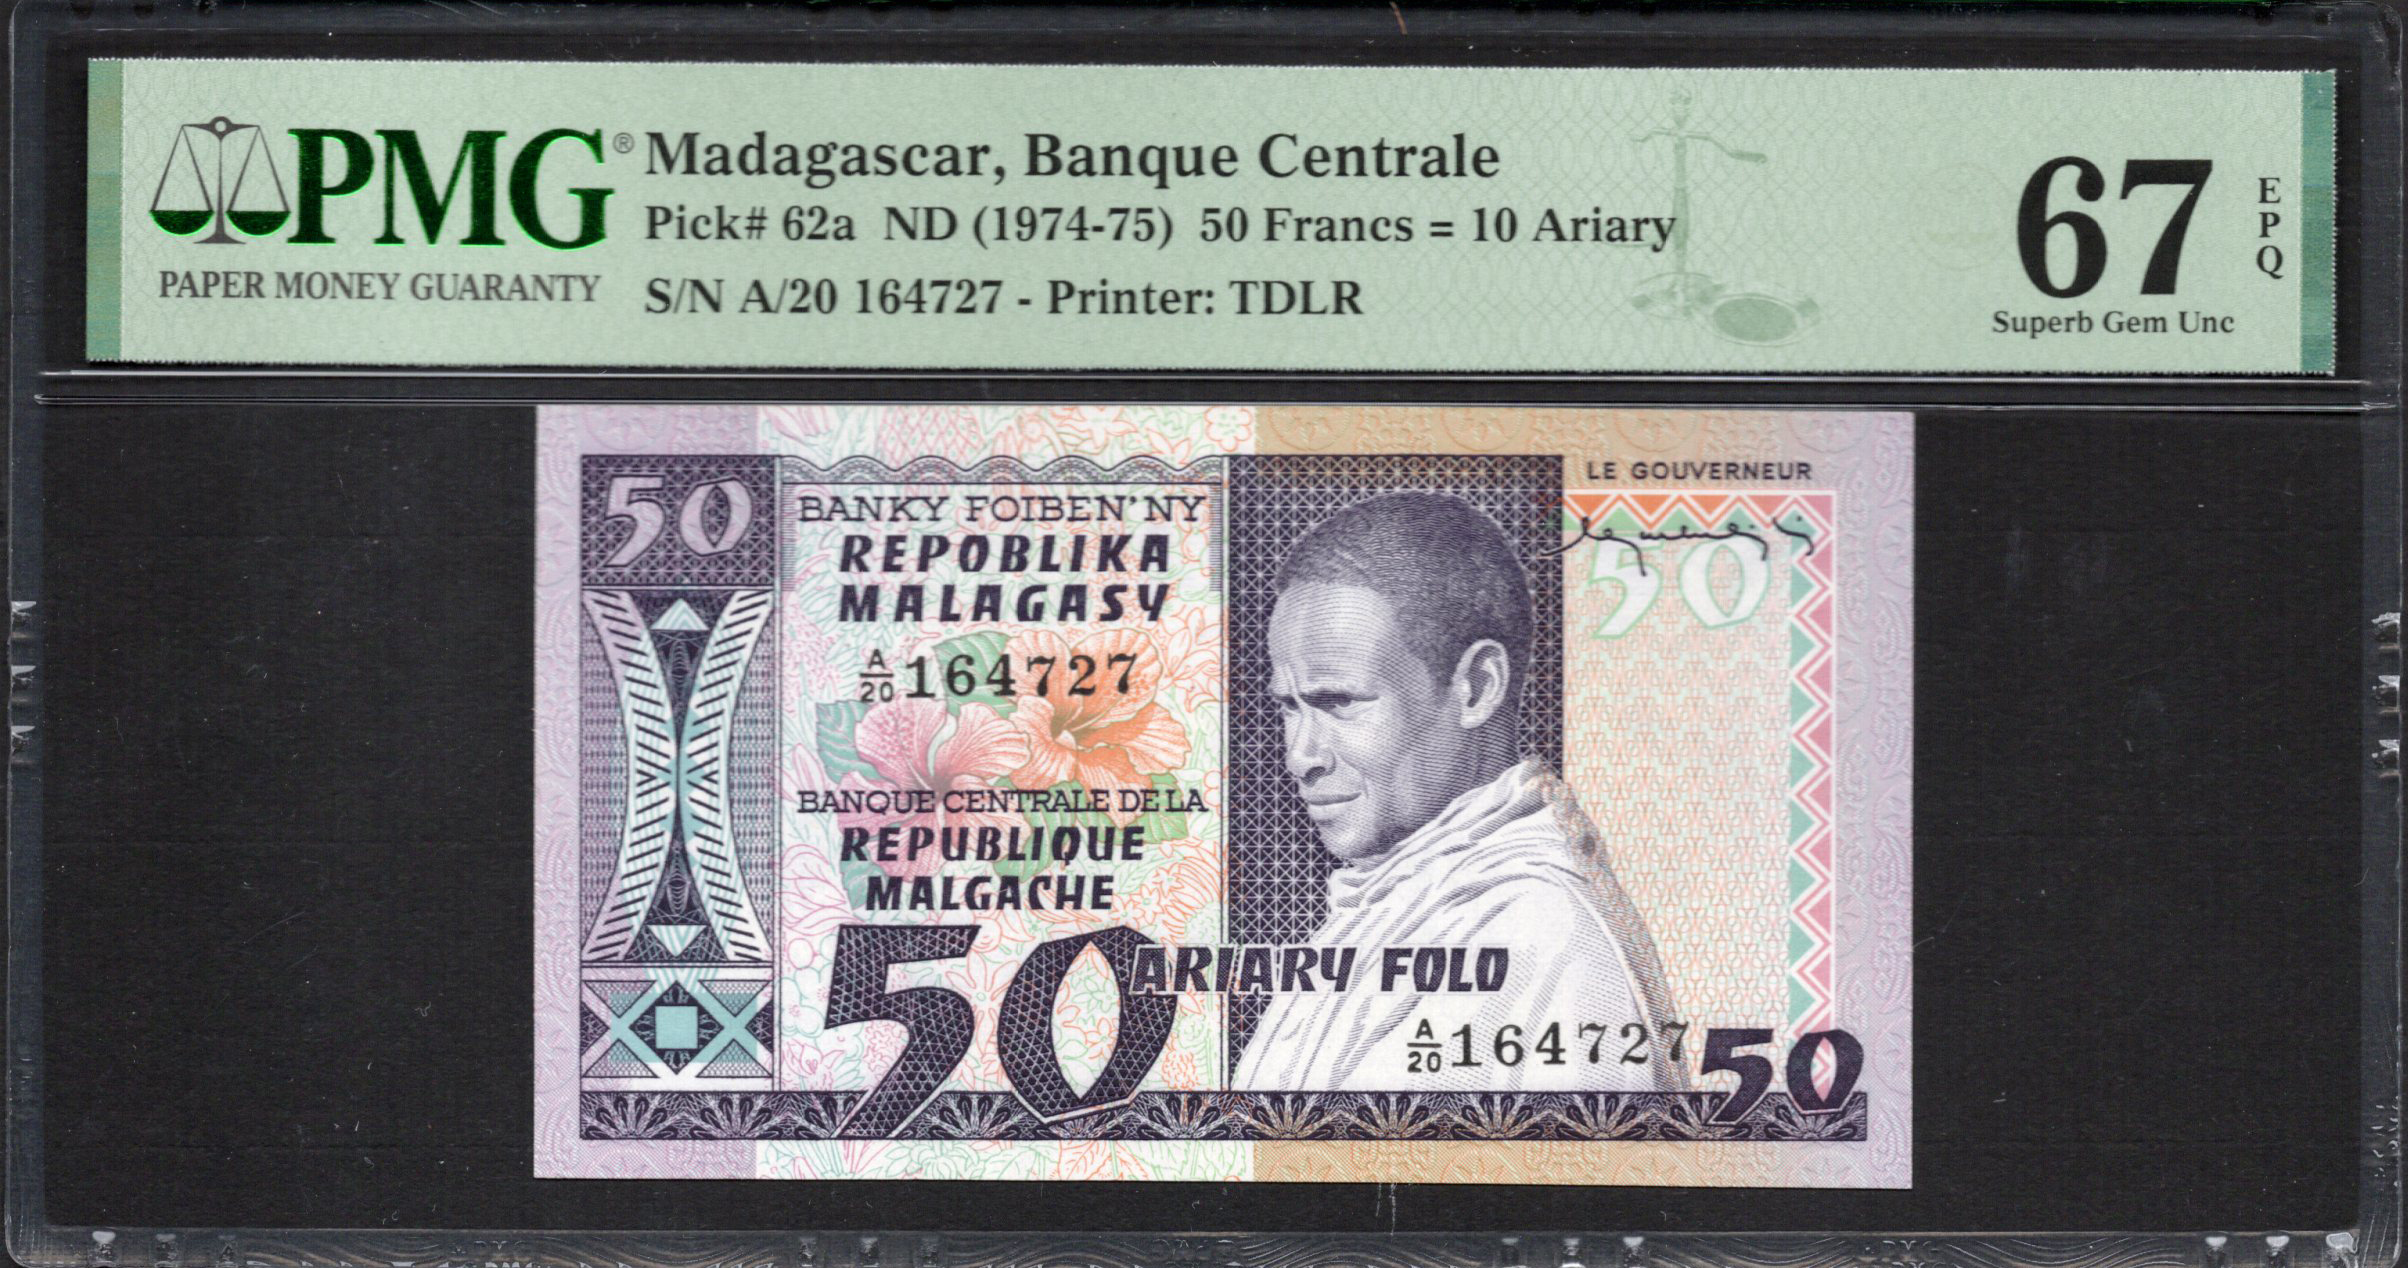 PMG®
PAPER MONEY GUARANTY
Madagascar, Banque Centrale
Pick# 62a ND (1974-75) 50 Francs = 10 Ariary
S/N A/20 164727 - Printer: TDLR
67
EPQ
Superb Gem Unc
50
BANKY FOIBEN'NY
REPOBLIKA
MALAGASY
A/20 164727
BANQUE CENTRALE DE LA
REPUBLIQUE
MALGACHE
50 ARIARY FOLO
LE GOUVERNEUR
50
A/20 164727
50